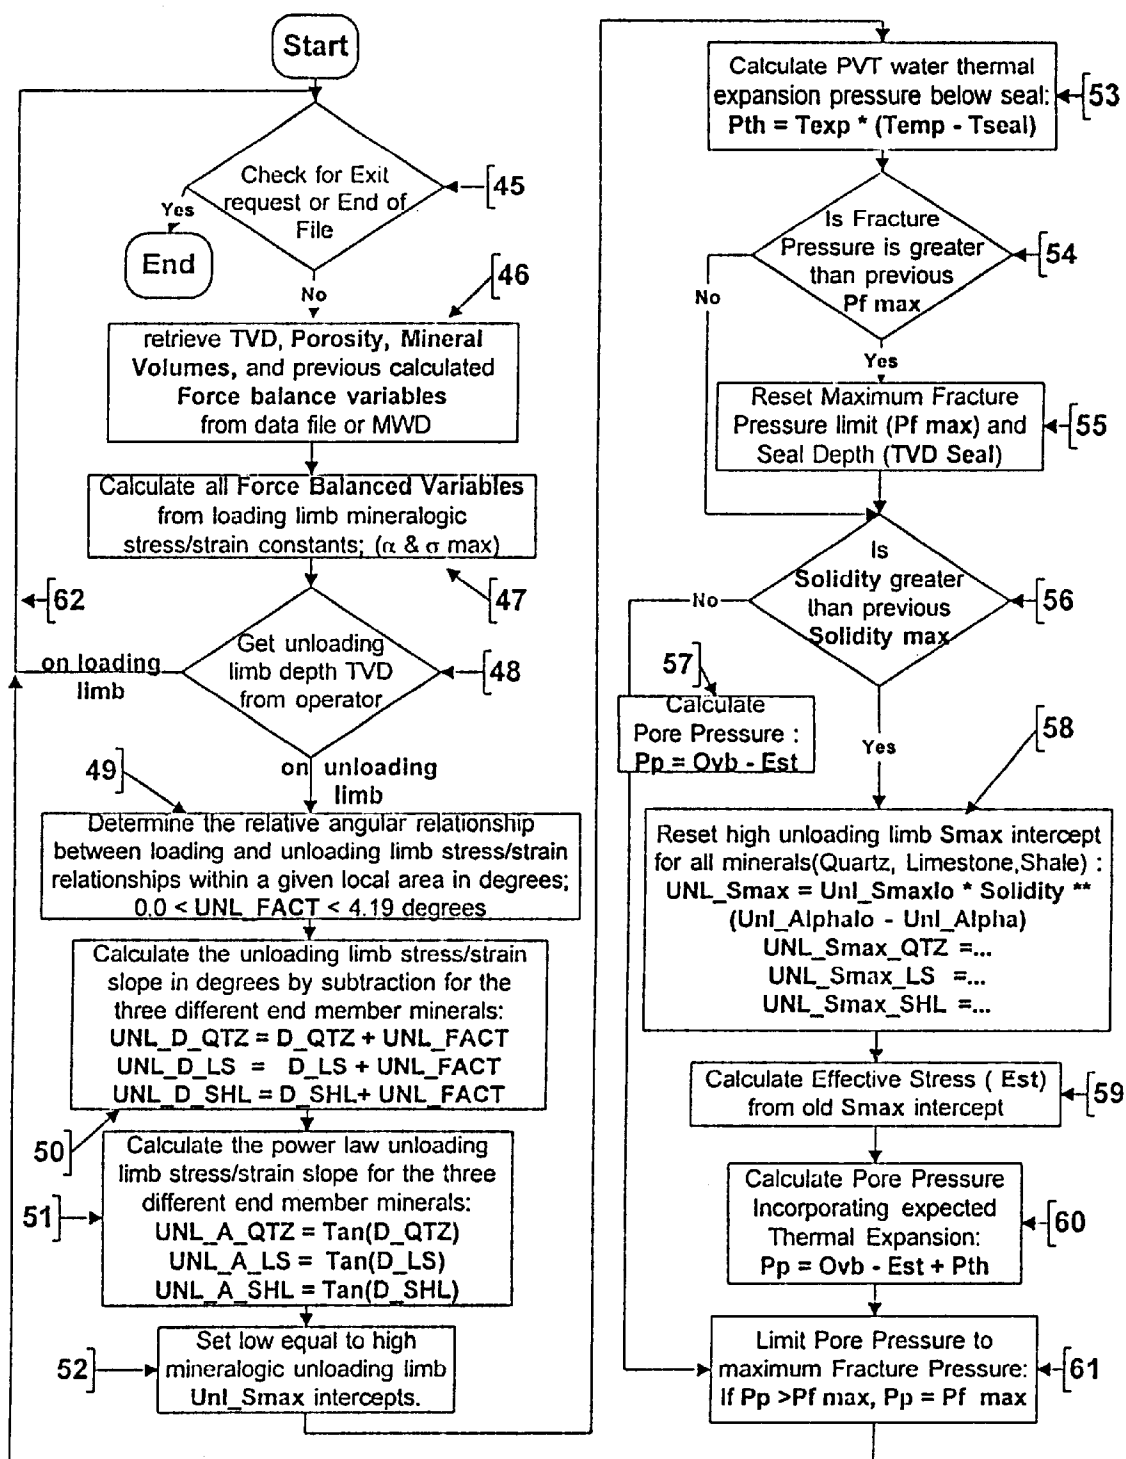 Start
Check for Exit
request or End of
File
45
Yes
End
No
46
retrieve TVD, Porosity, Mineral
Volumes, and previous calculated
Force balance variables
from data file or MWD
Calculate all Force Balanced Variables
from loading limb mineralogic
stress/strain constants; (α & σ max)
47
62
on loading
limb
Get unloading
limb depth TVD
from operator
48
on unloading
limb
49
Determine the relative angular relationship
between loading and unloading limb stress/strain
relationships within a given local area in degrees;
0.0 < UNL_FACT < 4.19 degrees
Calculate the unloading limb stress/strain
slope in degrees by subtraction for the
three different end member minerals:
UNL_D_QTZ = D_QTZ + UNL_FACT
UNL_D_LS = D_LS + UNL_FACT
UNL_D_SHL = D_SHL+ UNL_FACT
50
Calculate the power law unloading
limb stress/strain slope for the three
different end member minerals:
UNL_A_QTZ = Tan(D_QTZ)
UNL_A_LS = Tan(D_LS)
UNL_A_SHL = Tan(D_SHL)
51
Set low equal to high
mineralogic unloading limb
Unl_Smax intercepts.
52
Calculate PVT water thermal
expansion pressure below seal:
Pth = Texp * (Temp - Tseal)
53
Is Fracture
Pressure is greater
than previous
Pf max
54
No
Yes
Reset Maximum Fracture
Pressure limit (Pf max) and
Seal Depth (TVD Seal)
55
Is
Solidity greater
than previous
Solidity max
56
No
57
Calculate
Pore Pressure :
Pp = Ovb - Est
Yes
58
Reset high unloading limb Smax intercept
for all minerals(Quartz, Limestone,Shale) :
UNL_Smax = Unl_Smaxlo * Solidity **
(Unl_Alphalo - Unl_Alpha)
UNL_Smax_QTZ =...
UNL_Smax_LS =...
UNL_Smax_SHL =...
Calculate Effective Stress ( Est)
from old Smax intercept
59
Calculate Pore Pressure
Incorporating expected
Thermal Expansion:
Pp = Ovb - Est + Pth
60
Limit Pore Pressure to
maximum Fracture Pressure:
If Pp >Pf max, Pp = Pf max
61